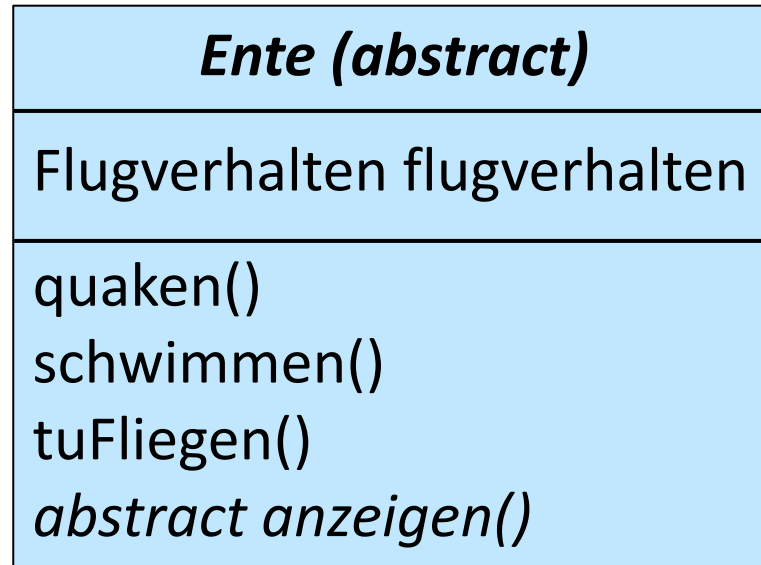 Ente (abstract)
Flugverhalten flugverhalten
quaken()
schwimmen()
tuFliegen()
abstract anzeigen()